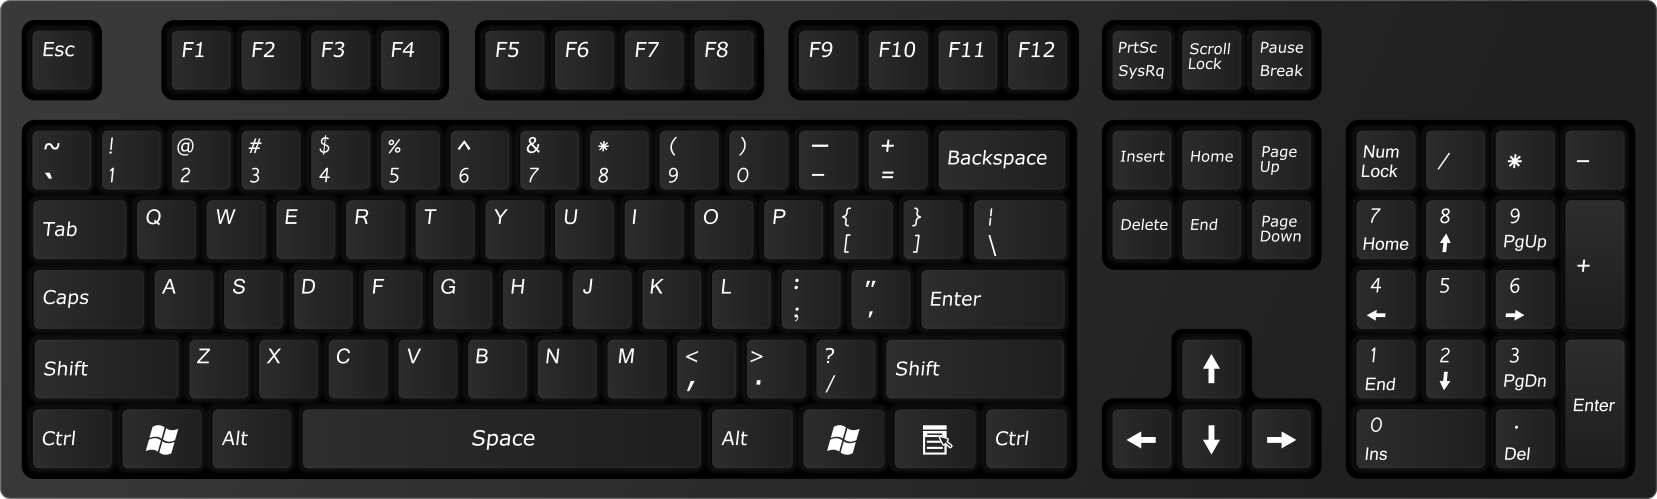 Esc F1 F2 F3 F4 F5 F6 F7 F8 F9 F10 F11 F12 PrtSc Scroll Pause
SysRq Lock Break
~ ! @ # $ % ^ & * ( ) — + Backspace Insert Home Page Num / * −
` 1 2 3 4 5 6 7 8 9 0 – = Up Lock
Tab Q W E R T Y U I O P { } ¦ Delete End Page 7 8 9 +
[ ] \ Down Home ↑ PgUp
Caps A S D F G H J K L : " Enter 4 5 6
; ' ← →
Shift Z X C V B N M < > ? Shift ↑ 1 2 3 Enter
, . / End ↓ PgDn
Ctrl Alt Space Alt Ctrl ← ↓ → 0 .
Ins Del